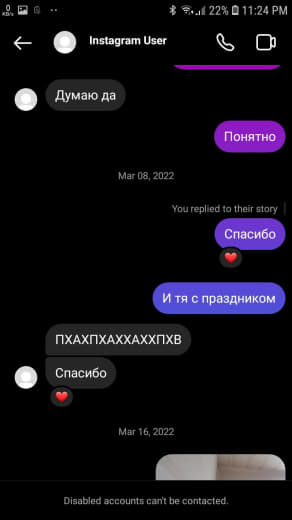 0
KB/s
22% 11:24 PM
Instagram User
Думаю да
Понятно
Mar 08, 2022
You replied to their story
Спасибо
❤️
И тя с праздником
ПХАХПХАХХАХХПХВ
Спасибо
❤️
Mar 16, 2022
Disabled accounts can't be contacted.